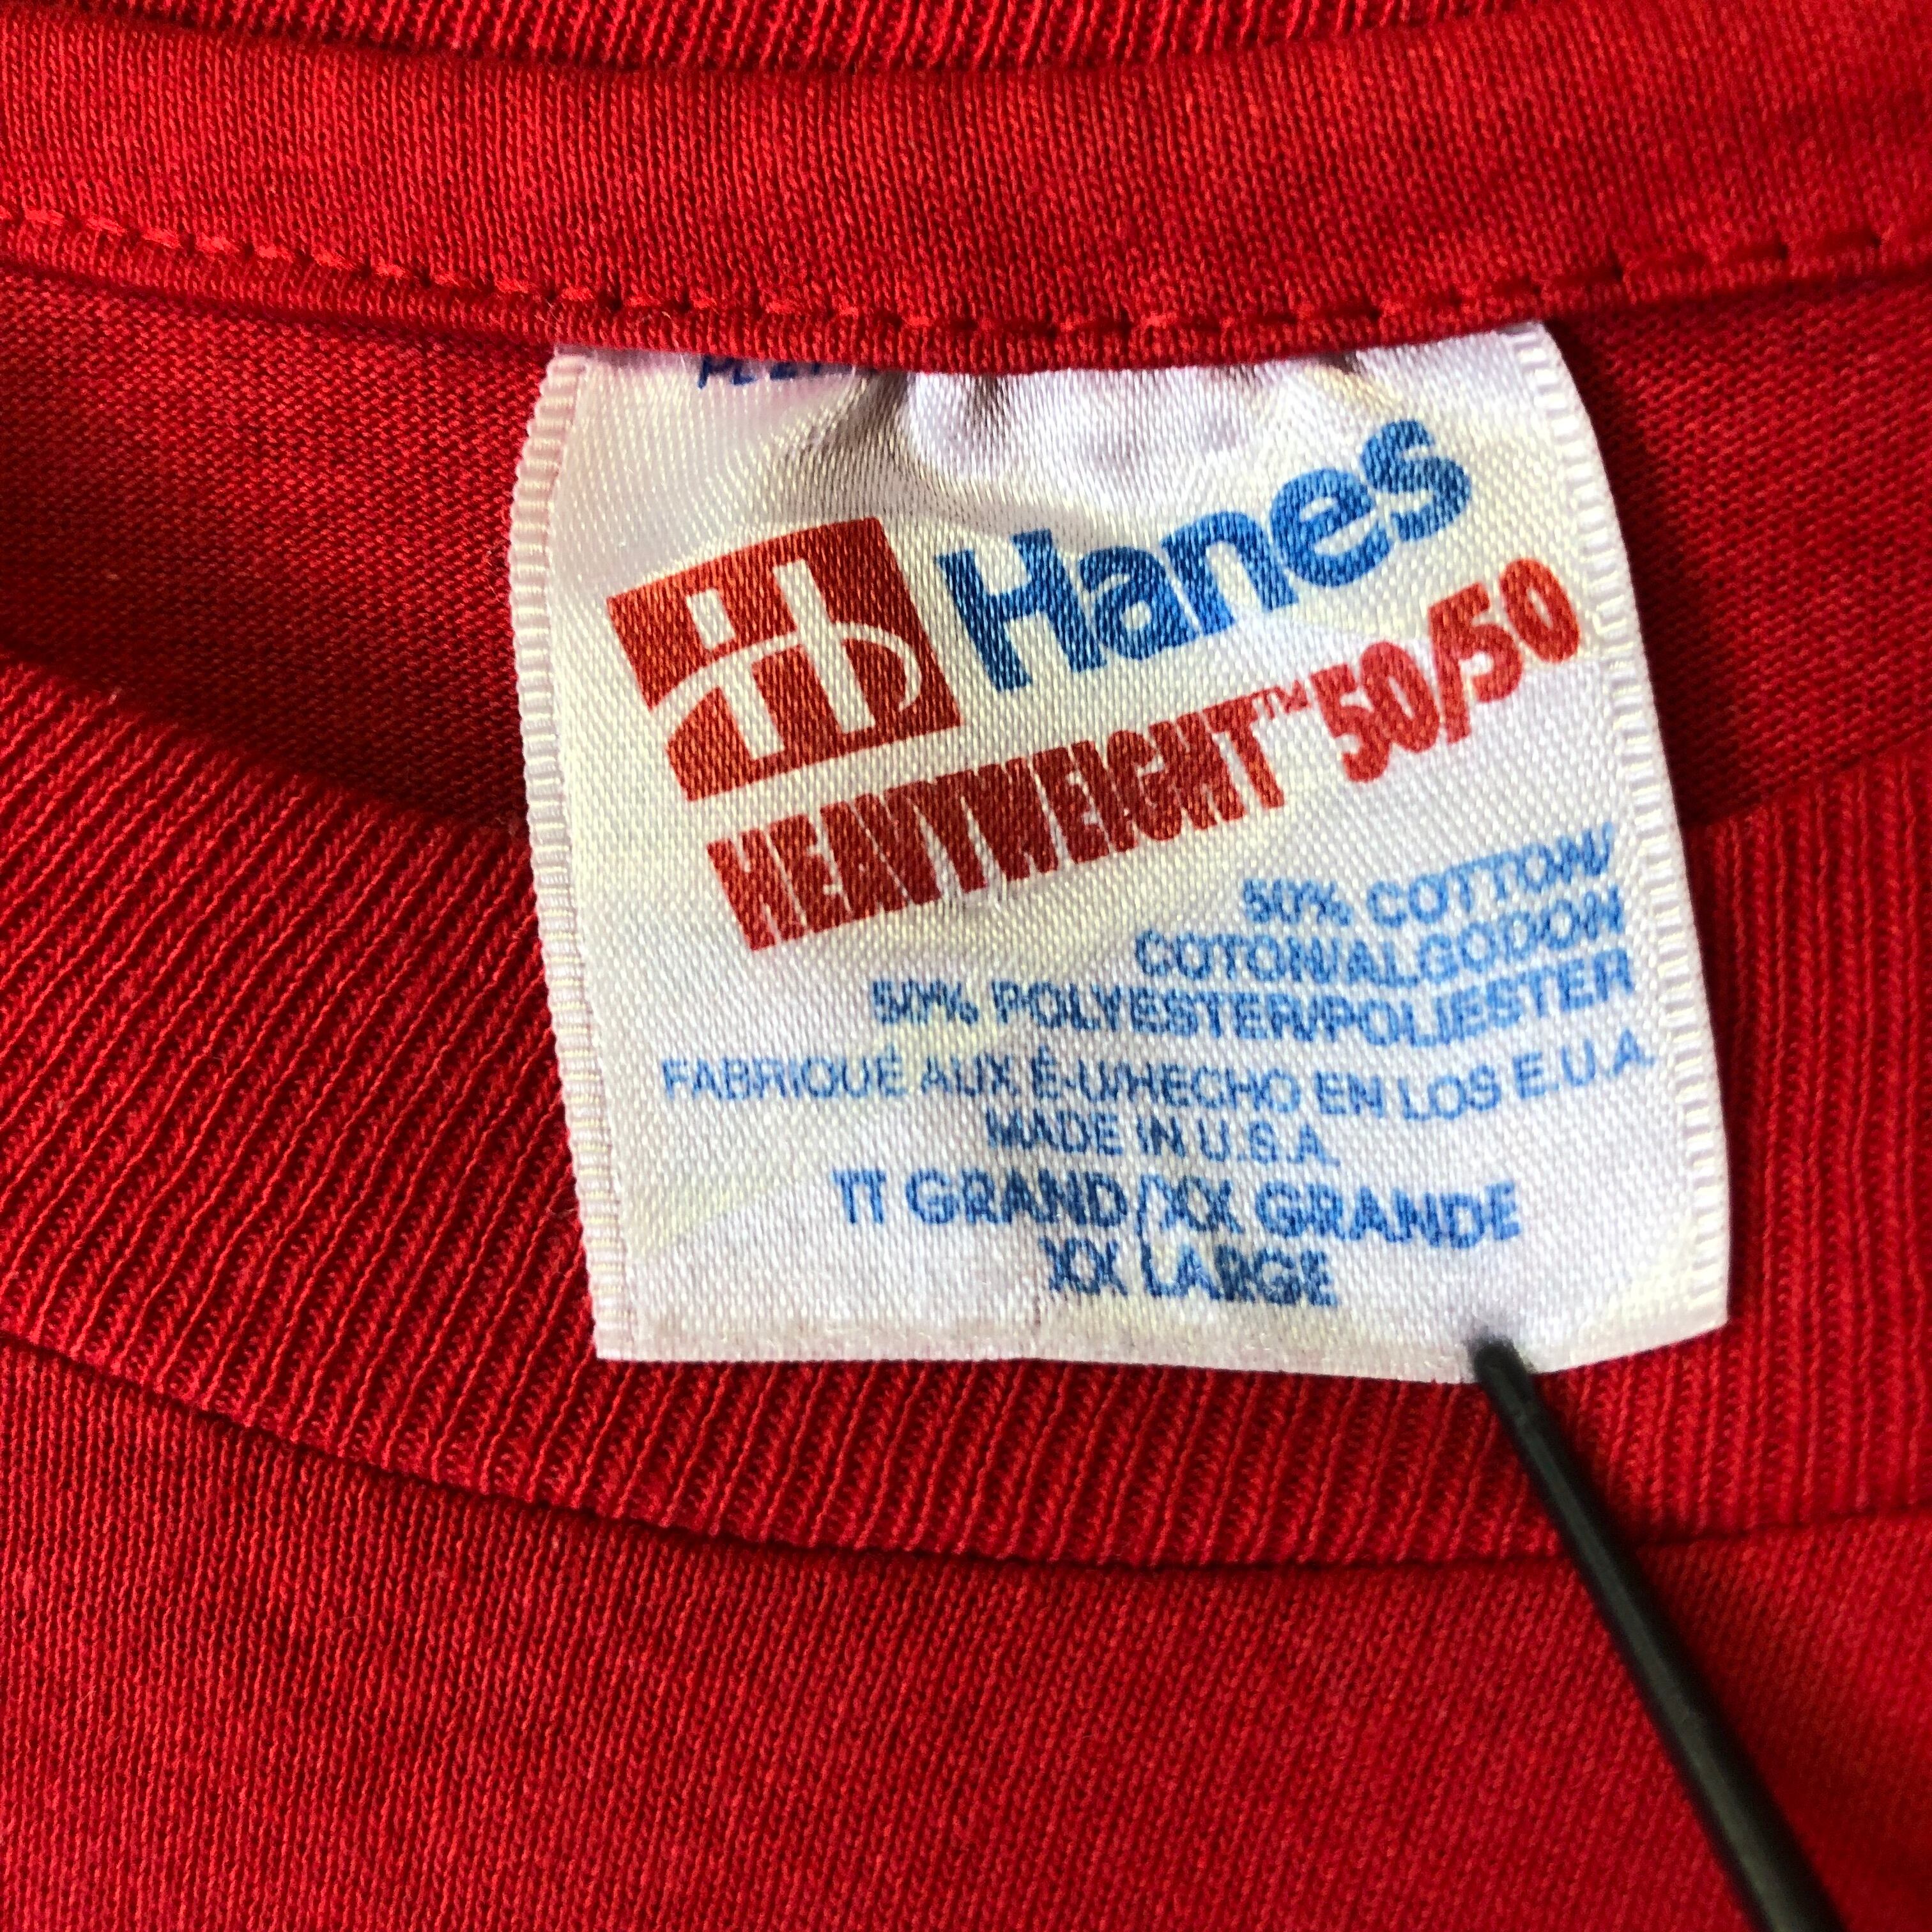 Hanes
HEAVYWEIGHT™ 50/50
50% COTTON/
COTON/ALGODON
50% POLYESTER/POLIESTER
FABRIQUÉ AUX É-U/HECHO EN LOS E.U.A.
MADE IN U.S.A.
TT GRAND/XX GRANDE
XX LARGE